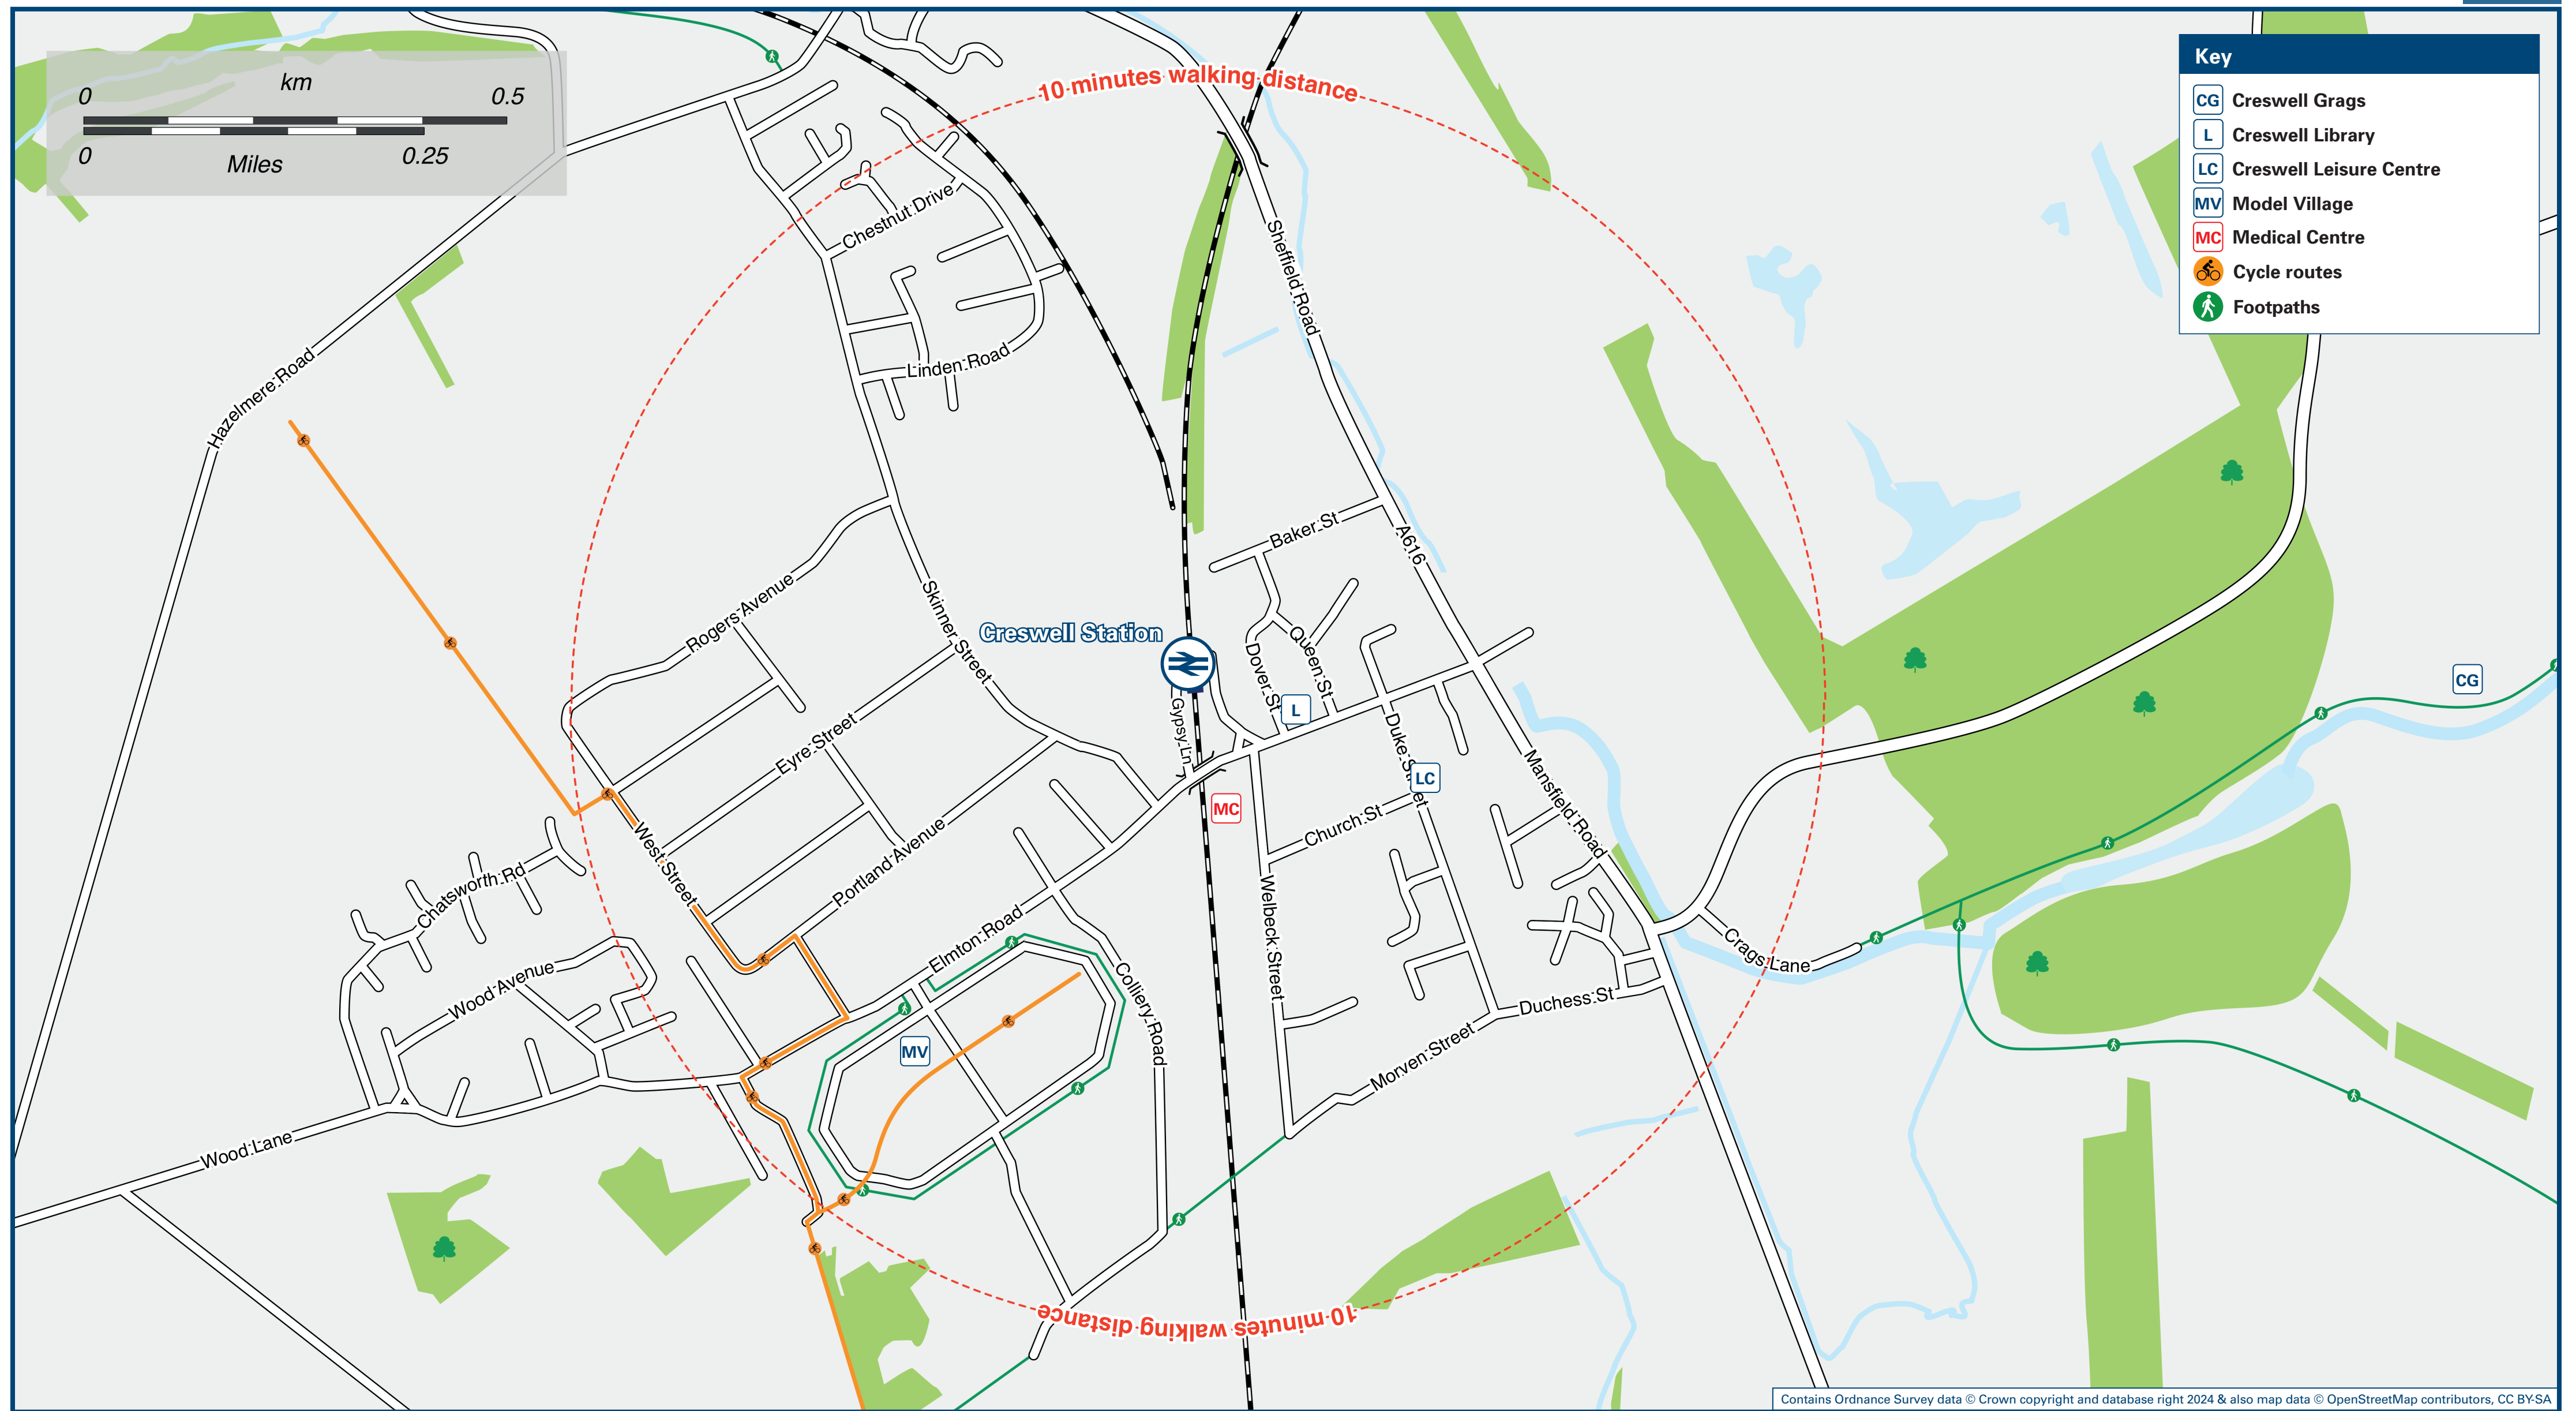 10 minutes walking distance
km
0 0.5
0 0.25
Miles
Key
CG Creswell Grags
L Creswell Library
LC Creswell Leisure Centre
MV Model Village
MC Medical Centre
Cycle routes
Footpaths
Chestnut Drive
Sheffield Road
Linden Road
Hazelmere Road
Baker St
A616
Rogers Avenue
Skinner Street
Creswell Station
Queen St
Dover St
L
CG
Gypsy Ln
Eyre Street
Duke Street
LC
MC
Mansfield Road
Church St
West Street
Portland Avenue
Chatsworth Rd
Welbeck Street
Elmton Road
Crags Lane
Wood Avenue
Colliery Road
Duchess St
MV
Morven Street
Wood Lane
10 minutes walking distance
Contains Ordnance Survey data © Crown copyright and database right 2024 & also map data © OpenStreetMap contributors, CC BY-SA